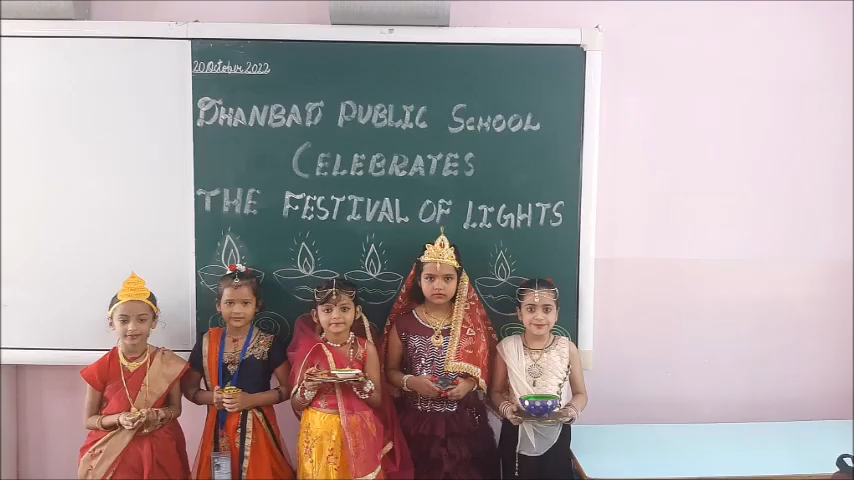 20 October 2022
DHANBAD PUBLIC SCHOOL
CELEBRATES
THE FESTIVAL OF LIGHTS